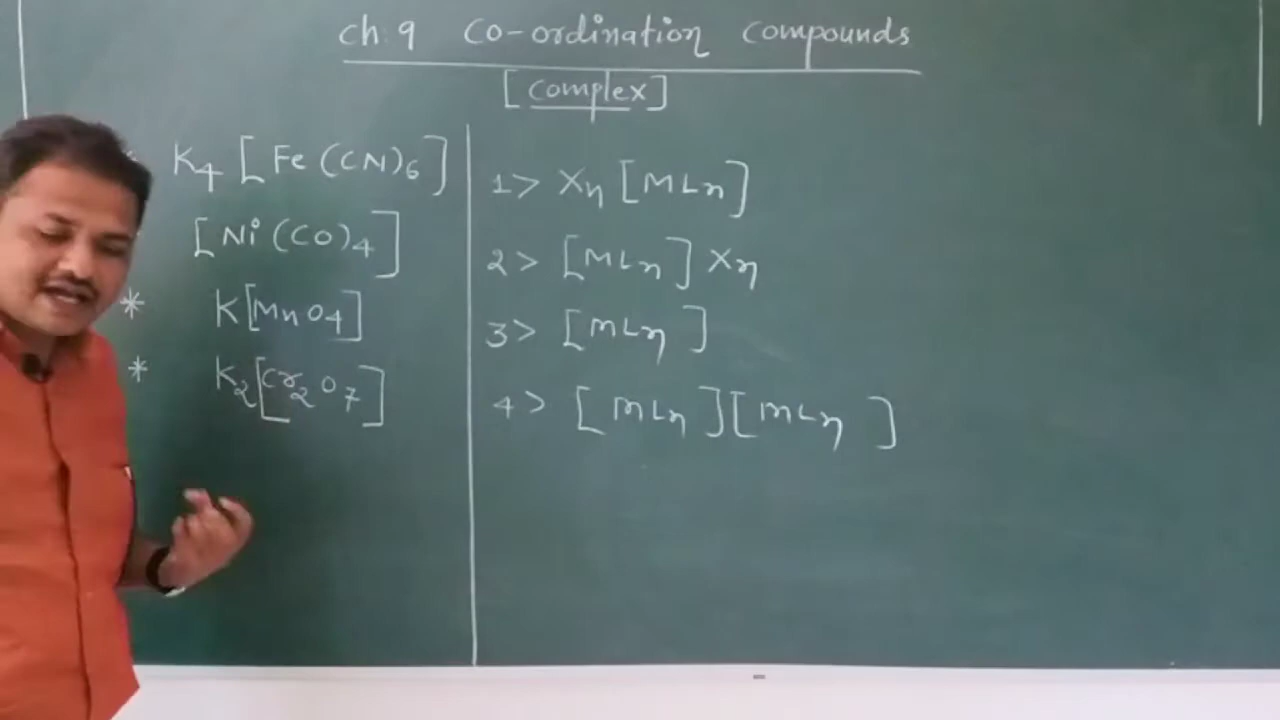 ch. 9 Co-ordination Compounds
[Complex]
K4 [Fe (CN)6]
[Ni (CO)4]
* K[MnO4]
* K2[Cr2O7]
1> Xn [MLn]
2> [MLn] Xn
3> [MLn]
4> [MLn][MLn]